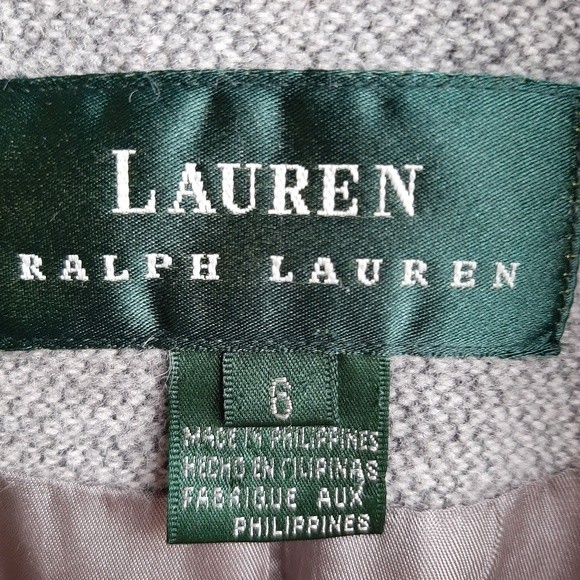 LAUREN
RALPH LAUREN
6
MADE IN PHILIPPINES
HECHO EN FILIPINAS
FABRIQUE AUX
PHILIPPINES